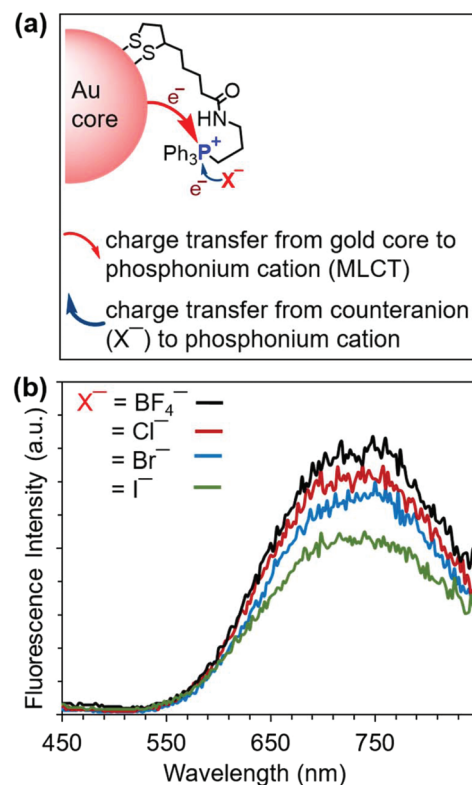 (a)
S
S
Au
core
e⁻
O
HN
Ph₃P⁺
e⁻ X⁻
charge transfer from gold core to
phosphonium cation (MLCT)
charge transfer from counteranion
(X⁻) to phosphonium cation
(b)
X⁻ = BF₄⁻
= Cl⁻
= Br⁻
= I⁻
Fluorescence Intensity (a.u.)
450 550 650 750
Wavelength (nm)